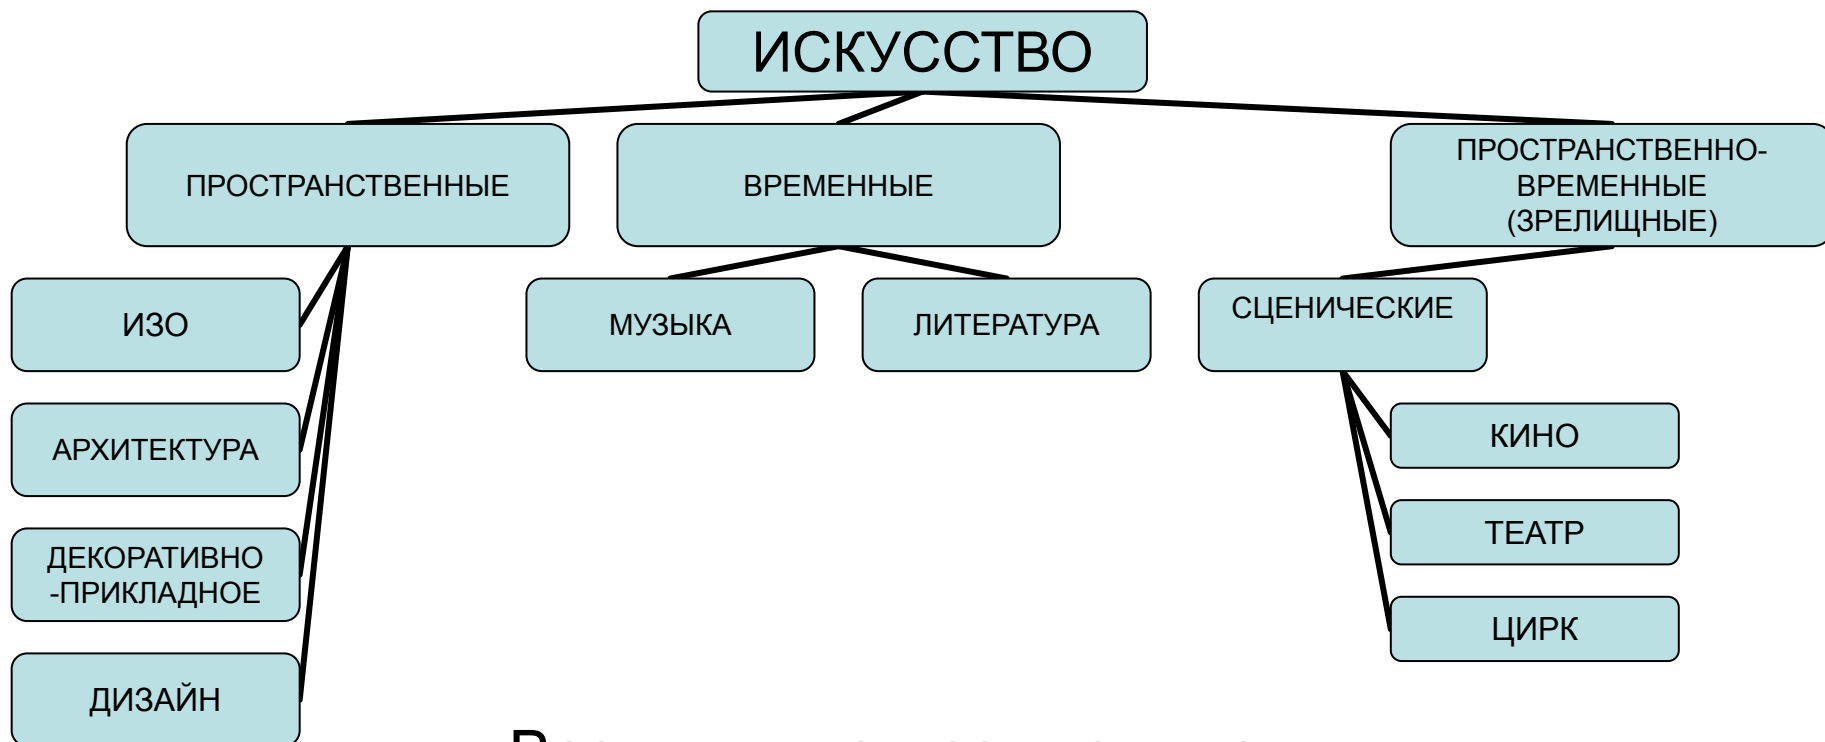 ИСКУССТВО
ПРОСТРАНСТВЕННЫЕ
ВРЕМЕННЫЕ
ПРОСТРАНСТВЕННО-
ВРЕМЕННЫЕ
(ЗРЕЛИЩНЫЕ)
ИЗО
МУЗЫКА
ЛИТЕРАТУРА
СЦЕНИЧЕСКИЕ
АРХИТЕКТУРА
КИНО
ДЕКОРАТИВНО
-ПРИКЛАДНОЕ
ТЕАТР
ЦИРК
ДИЗАЙН